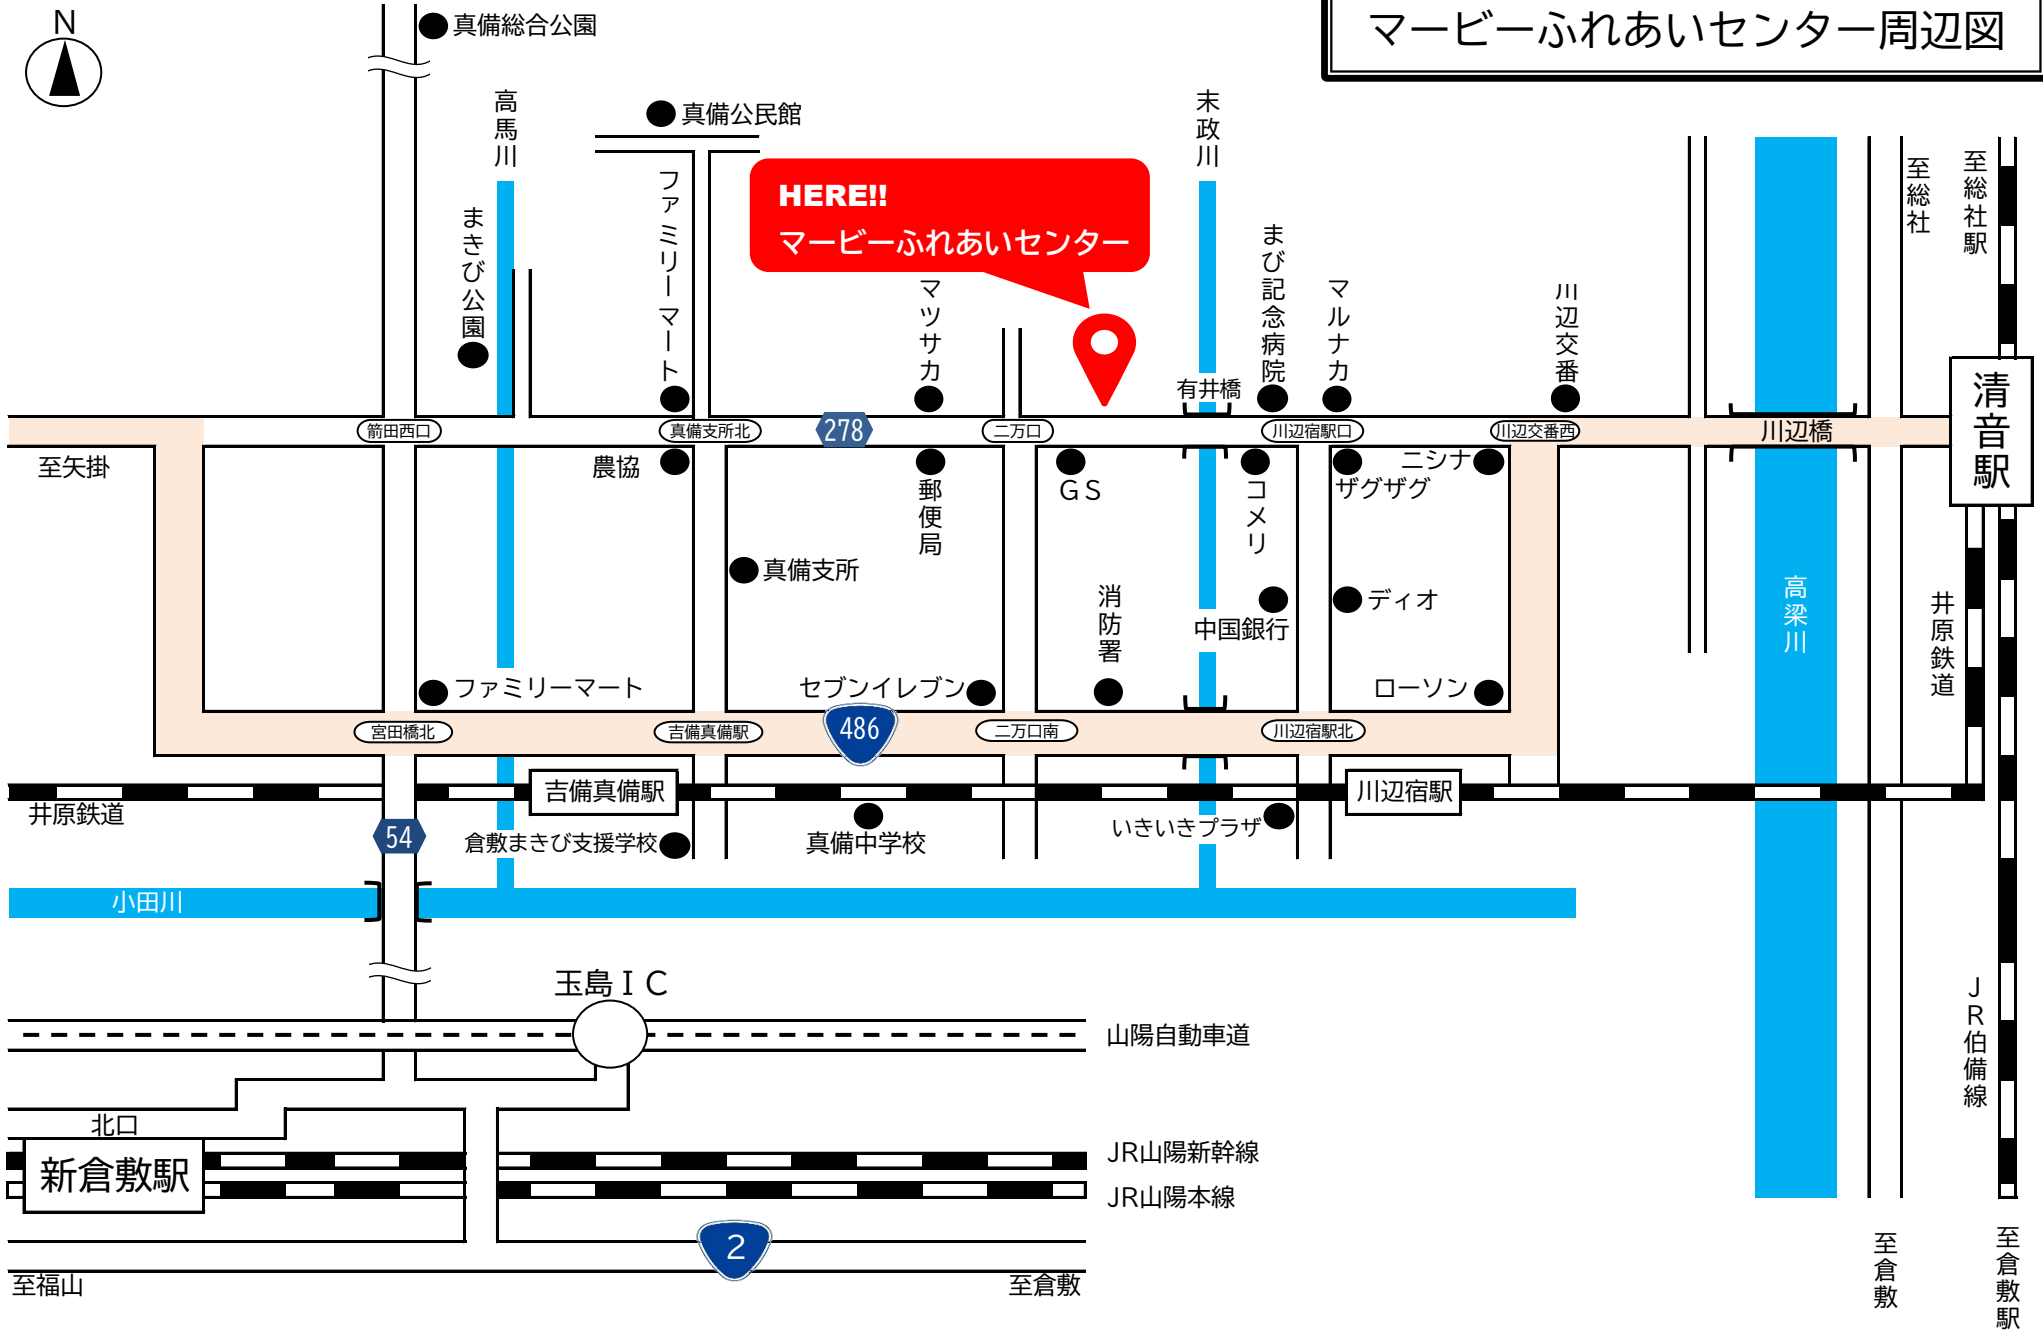 N
真備総合公園
マービーふれあいセンター周辺図
高馬川
真備公民館
末政川
HERE!!
マービーふれあいセンター
まきび公園
ファミリーマート
マツサカ
まび記念病院
マルナカ
川辺交番
至総社
至総社駅
有井橋
箭田西口
真備支所北
278
二万口
川辺宿駅口
川辺交番西
川辺橋
清音駅
至矢掛
農協
郵便局
GS
コメリ
ザグザグ
ニシナ
真備支所
消防署
中国銀行
ディオ
高梁川
井原鉄道
ファミリーマート
セブンイレブン
ローソン
宮田橋北
吉備真備駅
486
二万口南
川辺宿駅北
吉備真備駅
川辺宿駅
井原鉄道
54
倉敷まきび支援学校
真備中学校
いきいきプラザ
小田川
玉島IC
山陽自動車道
JR伯備線
北口
新倉敷駅
JR山陽新幹線
JR山陽本線
2
至福山
至倉敷
至倉敷
至倉敷駅